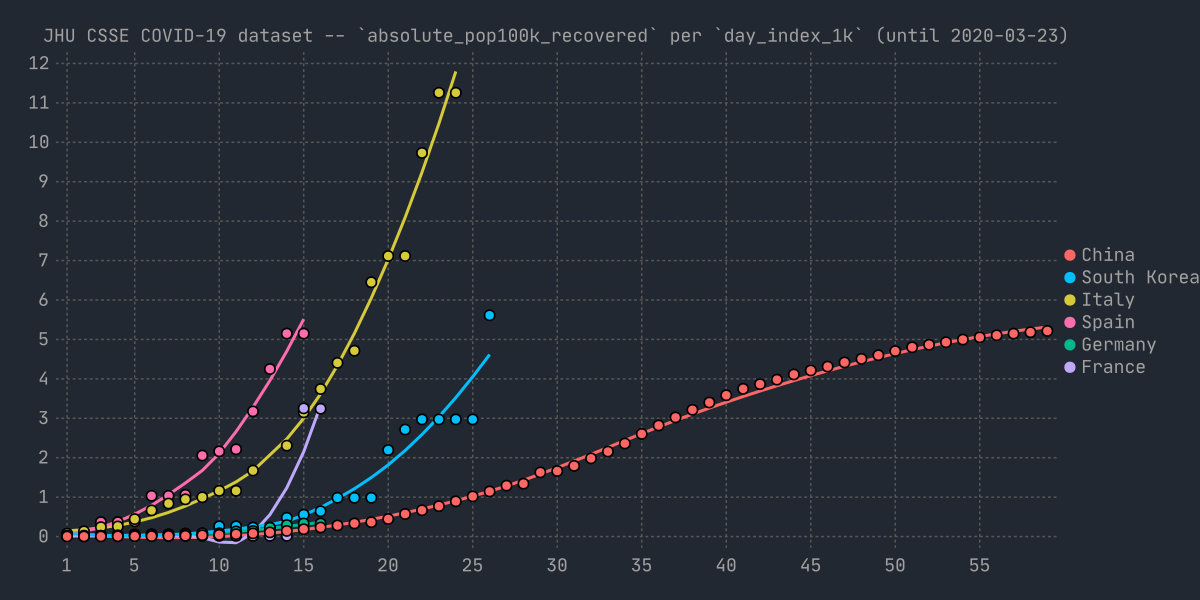 JHU CSSE COVID-19 dataset -- `absolute_pop100k_recovered` per `day_index_1k` (until 2020-03-23)
12
11
10
9
8
7
6
5
4
3
2
1
0
1 5 10 15 20 25 30 35 40 45 50 55
China
South Korea
Italy
Spain
Germany
France